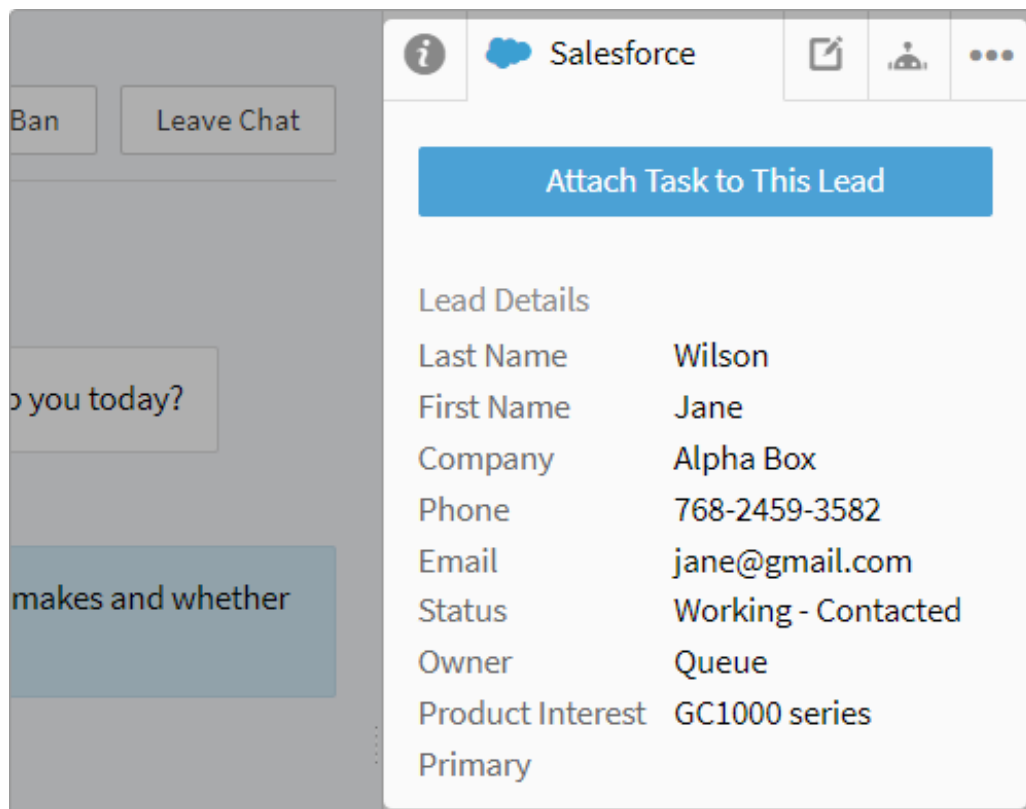 Salesforce
Ban Leave Chat
Attach Task to This Lead
Lead Details
Last Name Wilson
First Name Jane
you today?
Company Alpha Box
Phone 768-2459-3582
Email jane@gmail.com
makes and whether
Status Working - Contacted
Owner Queue
Product Interest GC1000 series
Primary